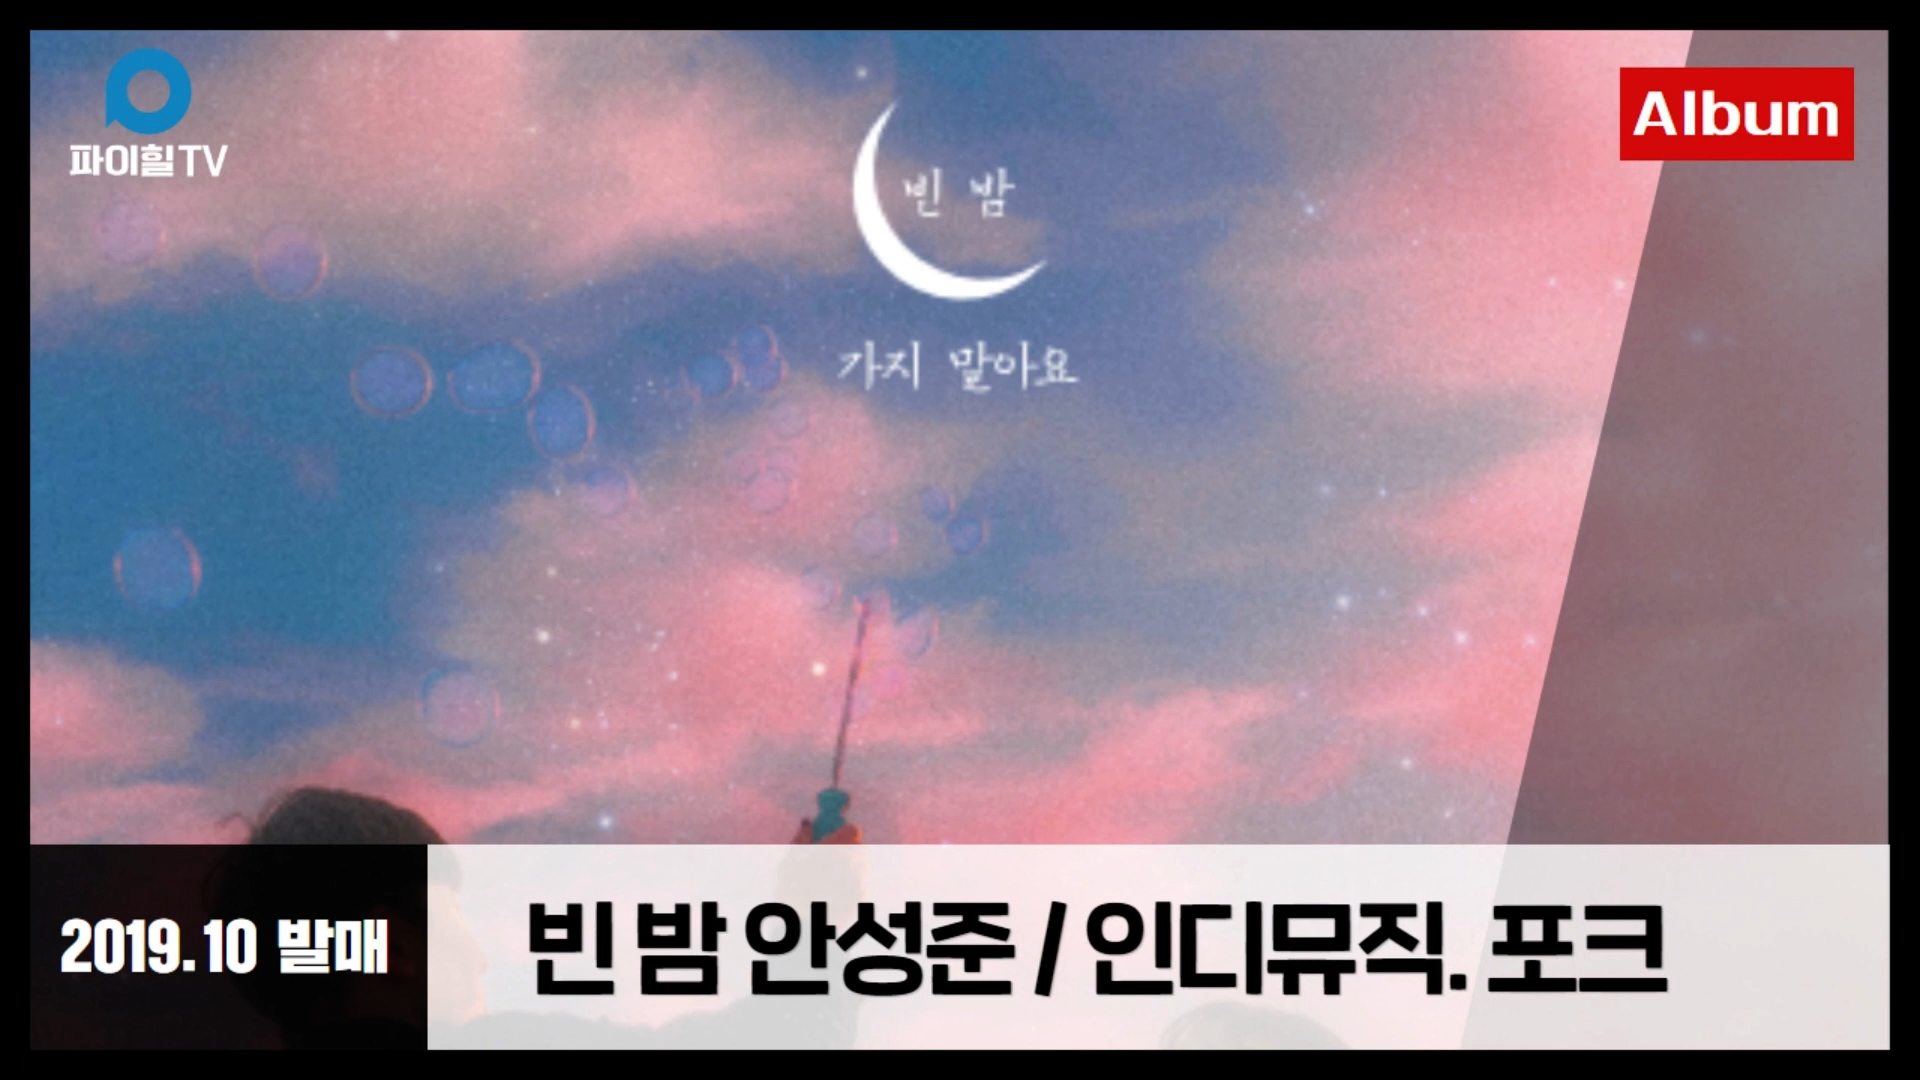 파이힐TV
Album
빈 밤
가지 말아요
2019.10 발매
빈 밤 안성준 / 인디뮤직. 포크